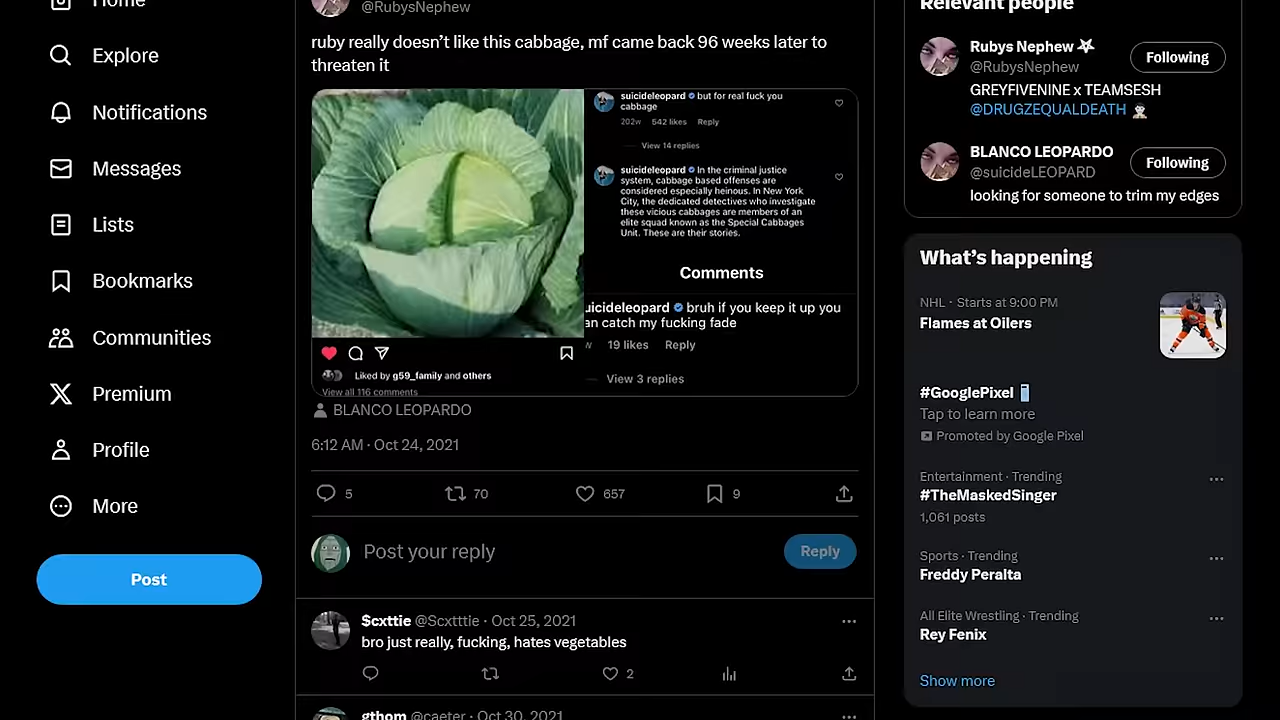 Home
Explore
Notifications
Messages
Lists
Bookmarks
Communities
Premium
Profile
More
Post
@RubysNephew
ruby really doesn’t like this cabbage, mf came back 96 weeks later to
threaten it
suicideleopard but for real fuck you
cabbage
202w 542 likes Reply
View 14 replies
suicideleopard In the criminal justice
system, cabbage based offenses are
considered especially heinous. In New York
City, the dedicated detectives who investigate
these vicious cabbages are members of an
elite squad known as the Special Cabbages
Unit. These are their stories.
Comments
uicideleopard bruh if you keep it up you
an catch my fucking fade
w 19 likes Reply
View 3 replies
Liked by g59_family and others
View all 116 comments
BLANCO LEOPARDO
6:12 AM · Oct 24, 2021
5 70 657 9
Post your reply
Reply
$cxttie @Scxtttie · Oct 25, 2021
bro just really, fucking, hates vegetables
2
gthom @caeter · Oct 30, 2021
Relevant people
Rubys Nephew
@RubysNephew
Following
GREYFIVENINE x TEAMSESH
@DRUGZEQUALDEATH
BLANCO LEOPARDO
@suicideLEOPARD
Following
looking for someone to trim my edges
What’s happening
NHL · Starts at 9:00 PM
Flames at Oilers
#GooglePixel
Tap to learn more
Promoted by Google Pixel
Entertainment · Trending
#TheMaskedSinger
1,061 posts
Sports · Trending
Freddy Peralta
All Elite Wrestling · Trending
Rey Fenix
Show more